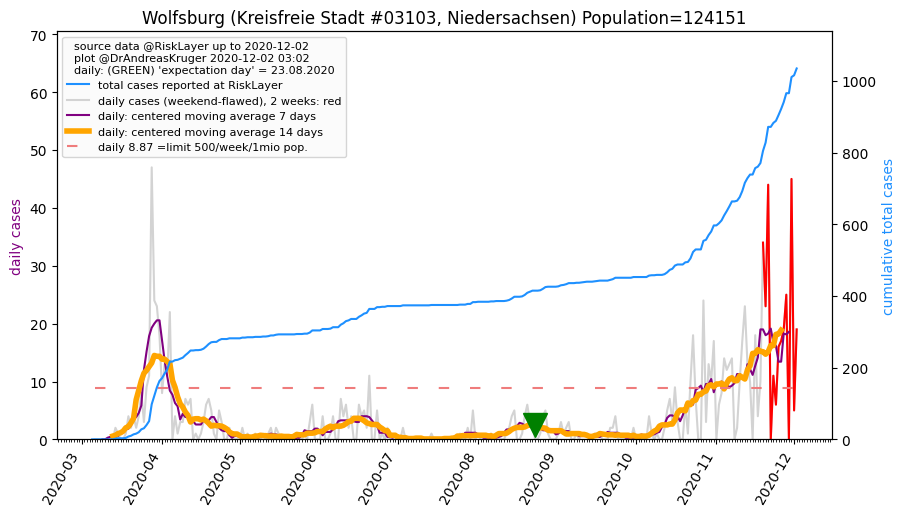 Wolfsburg (Kreisfreie Stadt #03103, Niedersachsen) Population=124151
source data @RiskLayer up to 2020-12-02
plot @DrAndreasKruger 2020-12-02 03:02
daily: (GREEN) 'expectation day' = 23.08.2020
total cases reported at RiskLayer
daily cases (weekend-flawed), 2 weeks: red
daily: centered moving average 7 days
daily: centered moving average 14 days
daily 8.87 =limit 500/week/1mio pop.
daily cases
70
60
50
40
30
20
10
0
cumulative total cases
1000
800
600
400
200
0
2020-03
2020-04
2020-05
2020-06
2020-07
2020-08
2020-09
2020-10
2020-11
2020-12